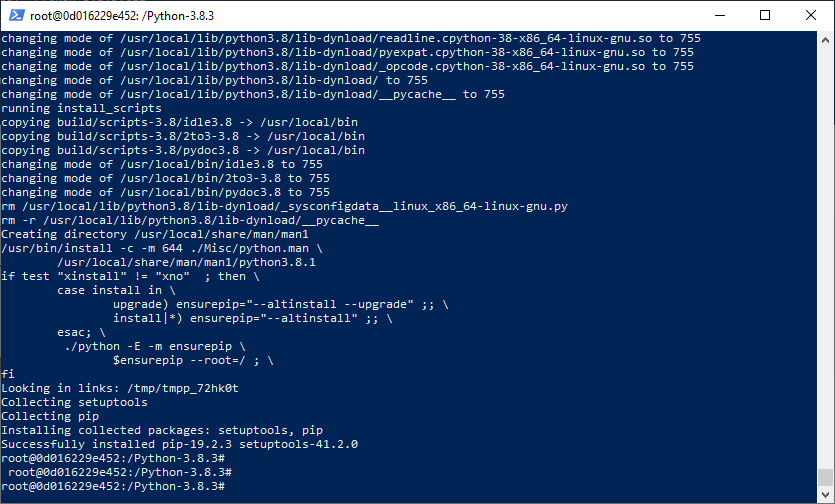 root@0d016229e452: /Python-3.8.3
changing mode of /usr/local/lib/python3.8/lib-dynload/readline.cpython-38-x86_64-linux-gnu.so to 755
changing mode of /usr/local/lib/python3.8/lib-dynload/pyexpat.cpython-38-x86_64-linux-gnu.so to 755
changing mode of /usr/local/lib/python3.8/lib-dynload/_opcode.cpython-38-x86_64-linux-gnu.so to 755
changing mode of /usr/local/lib/python3.8/lib-dynload/ to 755
changing mode of /usr/local/lib/python3.8/lib-dynload/__pycache__ to 755
running install_scripts
copying build/scripts-3.8/idle3.8 -> /usr/local/bin
copying build/scripts-3.8/2to3-3.8 -> /usr/local/bin
copying build/scripts-3.8/pydoc3.8 -> /usr/local/bin
changing mode of /usr/local/bin/idle3.8 to 755
changing mode of /usr/local/bin/2to3-3.8 to 755
changing mode of /usr/local/bin/pydoc3.8 to 755
rm /usr/local/lib/python3.8/lib-dynload/_sysconfigdata__linux_x86_64-linux-gnu.py
rm -r /usr/local/lib/python3.8/lib-dynload/__pycache__
Creating directory /usr/local/share/man/man1
/usr/bin/install -c -m 644 ./Misc/python.man \
        /usr/local/share/man/man1/python3.8.1
if test "xinstall" != "xno"  ; then \
        case install in \
                upgrade) ensurepip="--altinstall --upgrade" ;; \
                install|*) ensurepip="--altinstall" ;; \
        esac; \
         ./python -E -m ensurepip \
                $ensurepip --root=/ ; \
fi
Looking in links: /tmp/tmpp_72hk0t
Collecting setuptools
Collecting pip
Installing collected packages: setuptools, pip
Successfully installed pip-19.2.3 setuptools-41.2.0
root@0d016229e452:/Python-3.8.3#
 root@0d016229e452:/Python-3.8.3#
root@0d016229e452:/Python-3.8.3#